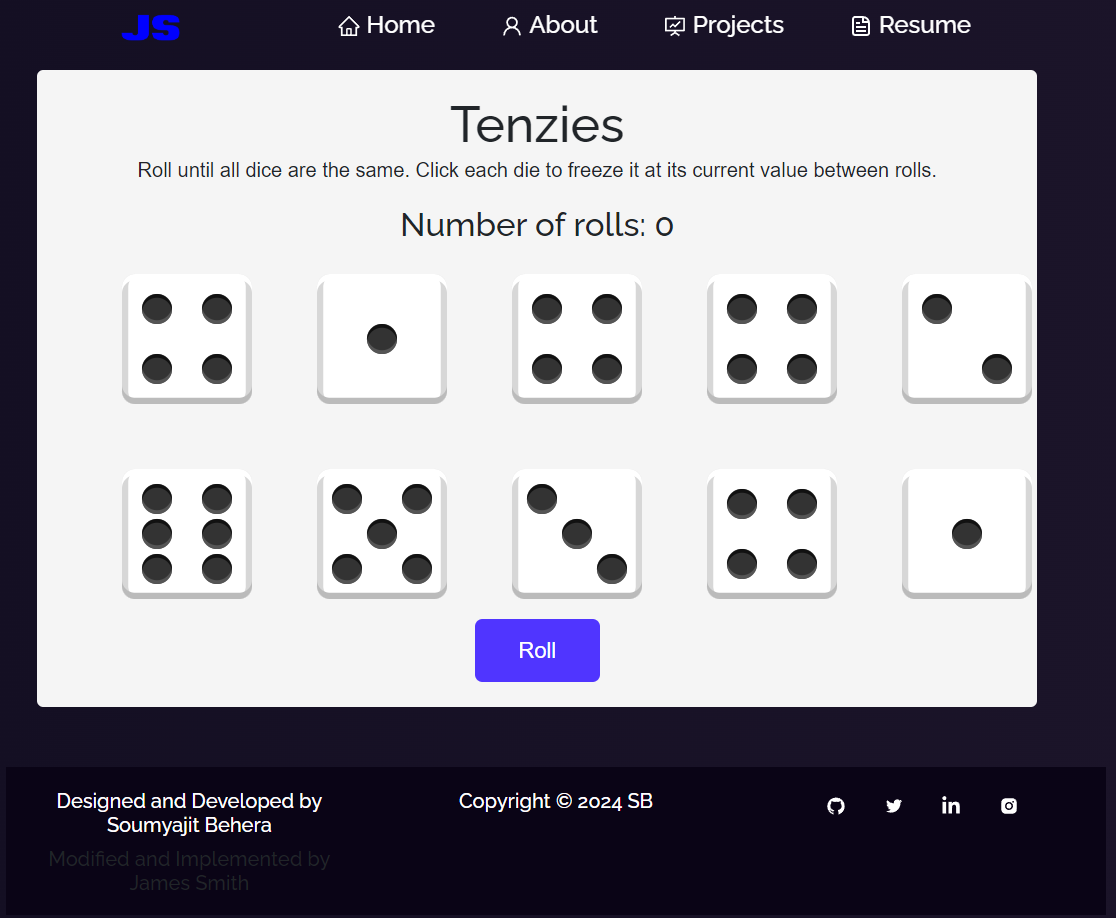 JS
Home
About
Projects
Resume
Tenzies
Roll until all dice are the same. Click each die to freeze it at its current value between rolls.
Number of rolls: 0
Roll
Designed and Developed by
Soumyajit Behera
Modified and Implemented by
James Smith
Copyright © 2024 SB
in